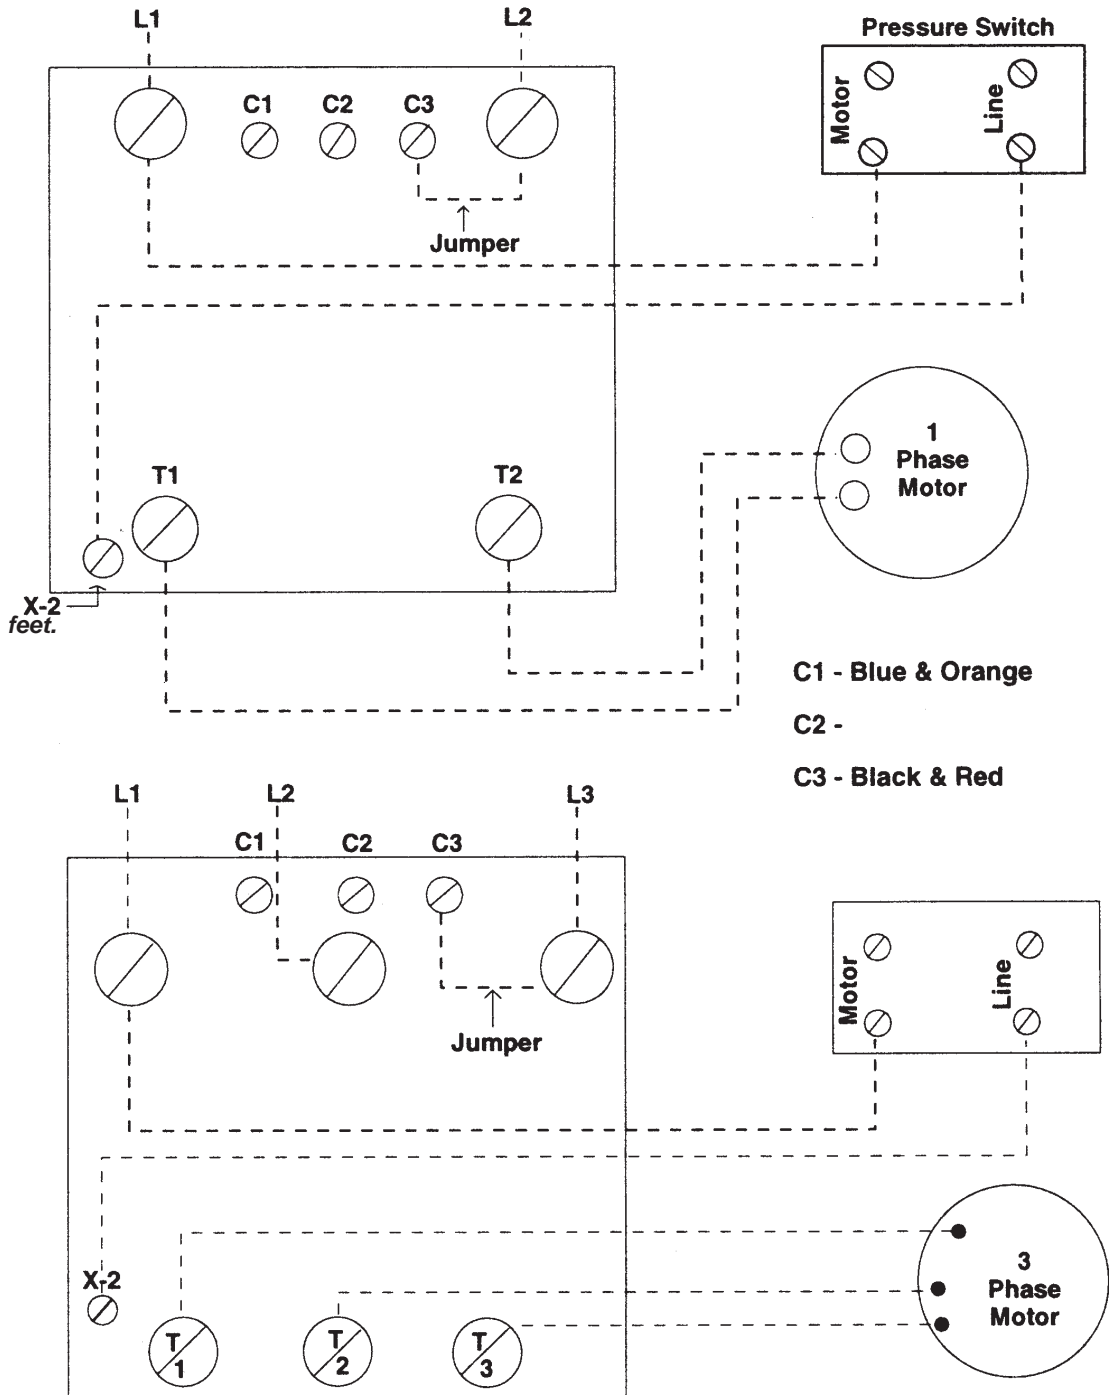 L1 L2
Pressure Switch
C1 C2 C3
Motor
Line
Jumper
1
Phase
Motor
T1 T2
X-2
feet.
C1 - Blue & Orange
C2 -
C3 - Black & Red
L1 L2 L3
C1 C2 C3
Motor
Line
Jumper
X-2
3
Phase
Motor
T
1
T
2
T
3